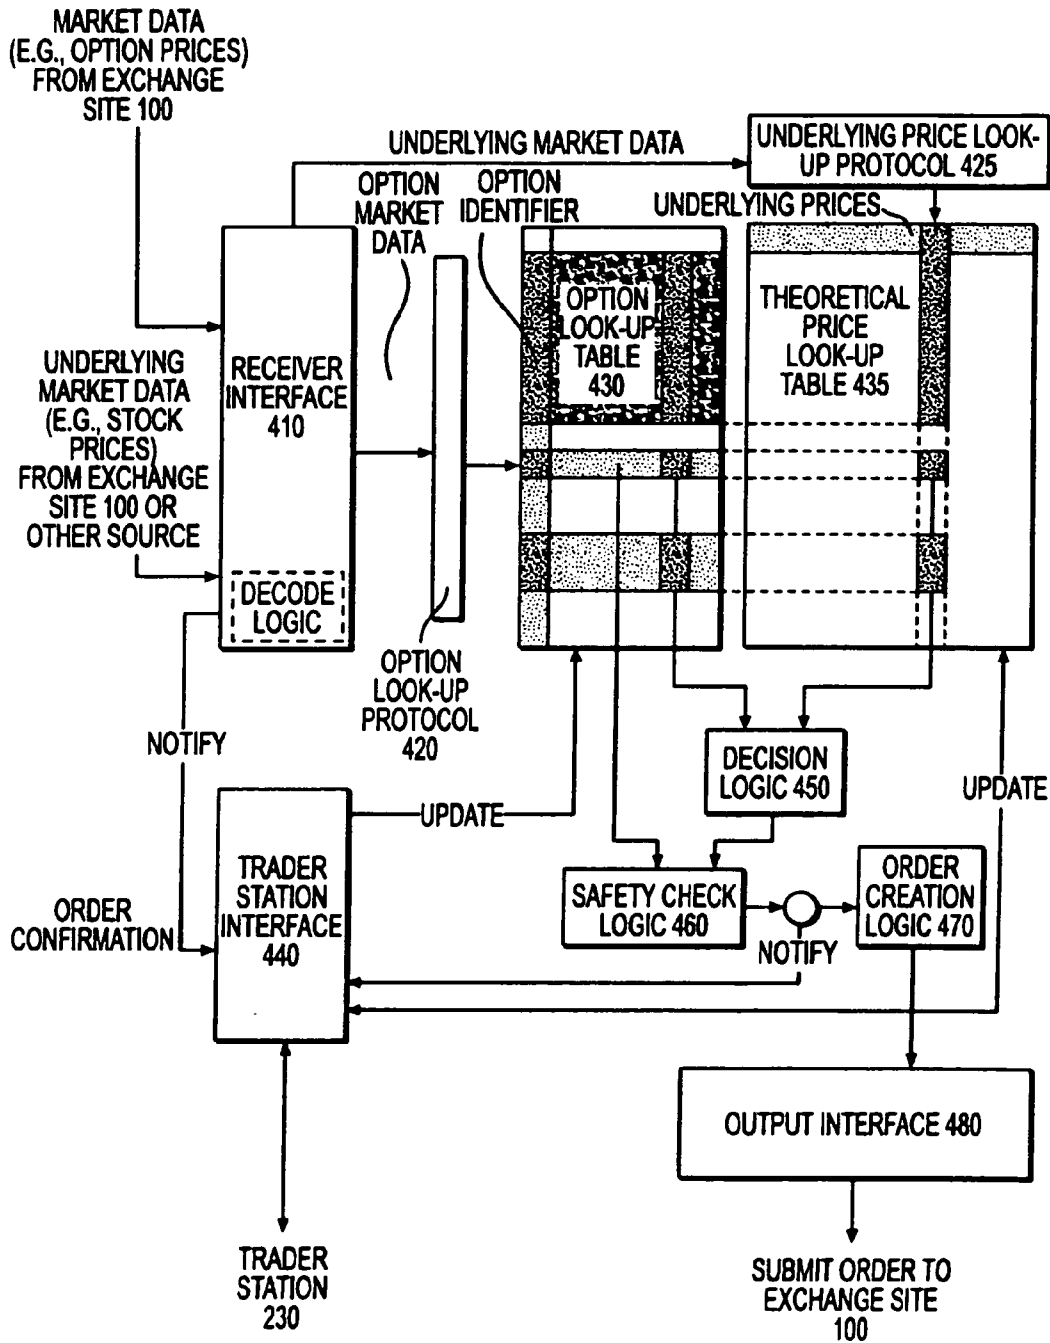 MARKET DATA
(E.G., OPTION PRICES)
FROM EXCHANGE
SITE 100
UNDERLYING MARKET DATA
UNDERLYING PRICE LOOK-
UP PROTOCOL 425
OPTION
MARKET
DATA
OPTION
IDENTIFIER
UNDERLYING PRICES
OPTION
LOOK-UP
TABLE
430
THEORETICAL
PRICE
LOOK-UP
TABLE 435
RECEIVER
INTERFACE
410
UNDERLYING
MARKET DATA
(E.G., STOCK
PRICES)
FROM EXCHANGE
SITE 100 OR
OTHER SOURCE
DECODE
LOGIC
OPTION
LOOK-UP
PROTOCOL
420
NOTIFY
DECISION
LOGIC 450
UPDATE
UPDATE
TRADER
STATION
INTERFACE
440
ORDER
CONFIRMATION
SAFETY CHECK
LOGIC 460
NOTIFY
ORDER
CREATION
LOGIC 470
OUTPUT INTERFACE 480
TRADER
STATION
230
SUBMIT ORDER TO
EXCHANGE SITE
100